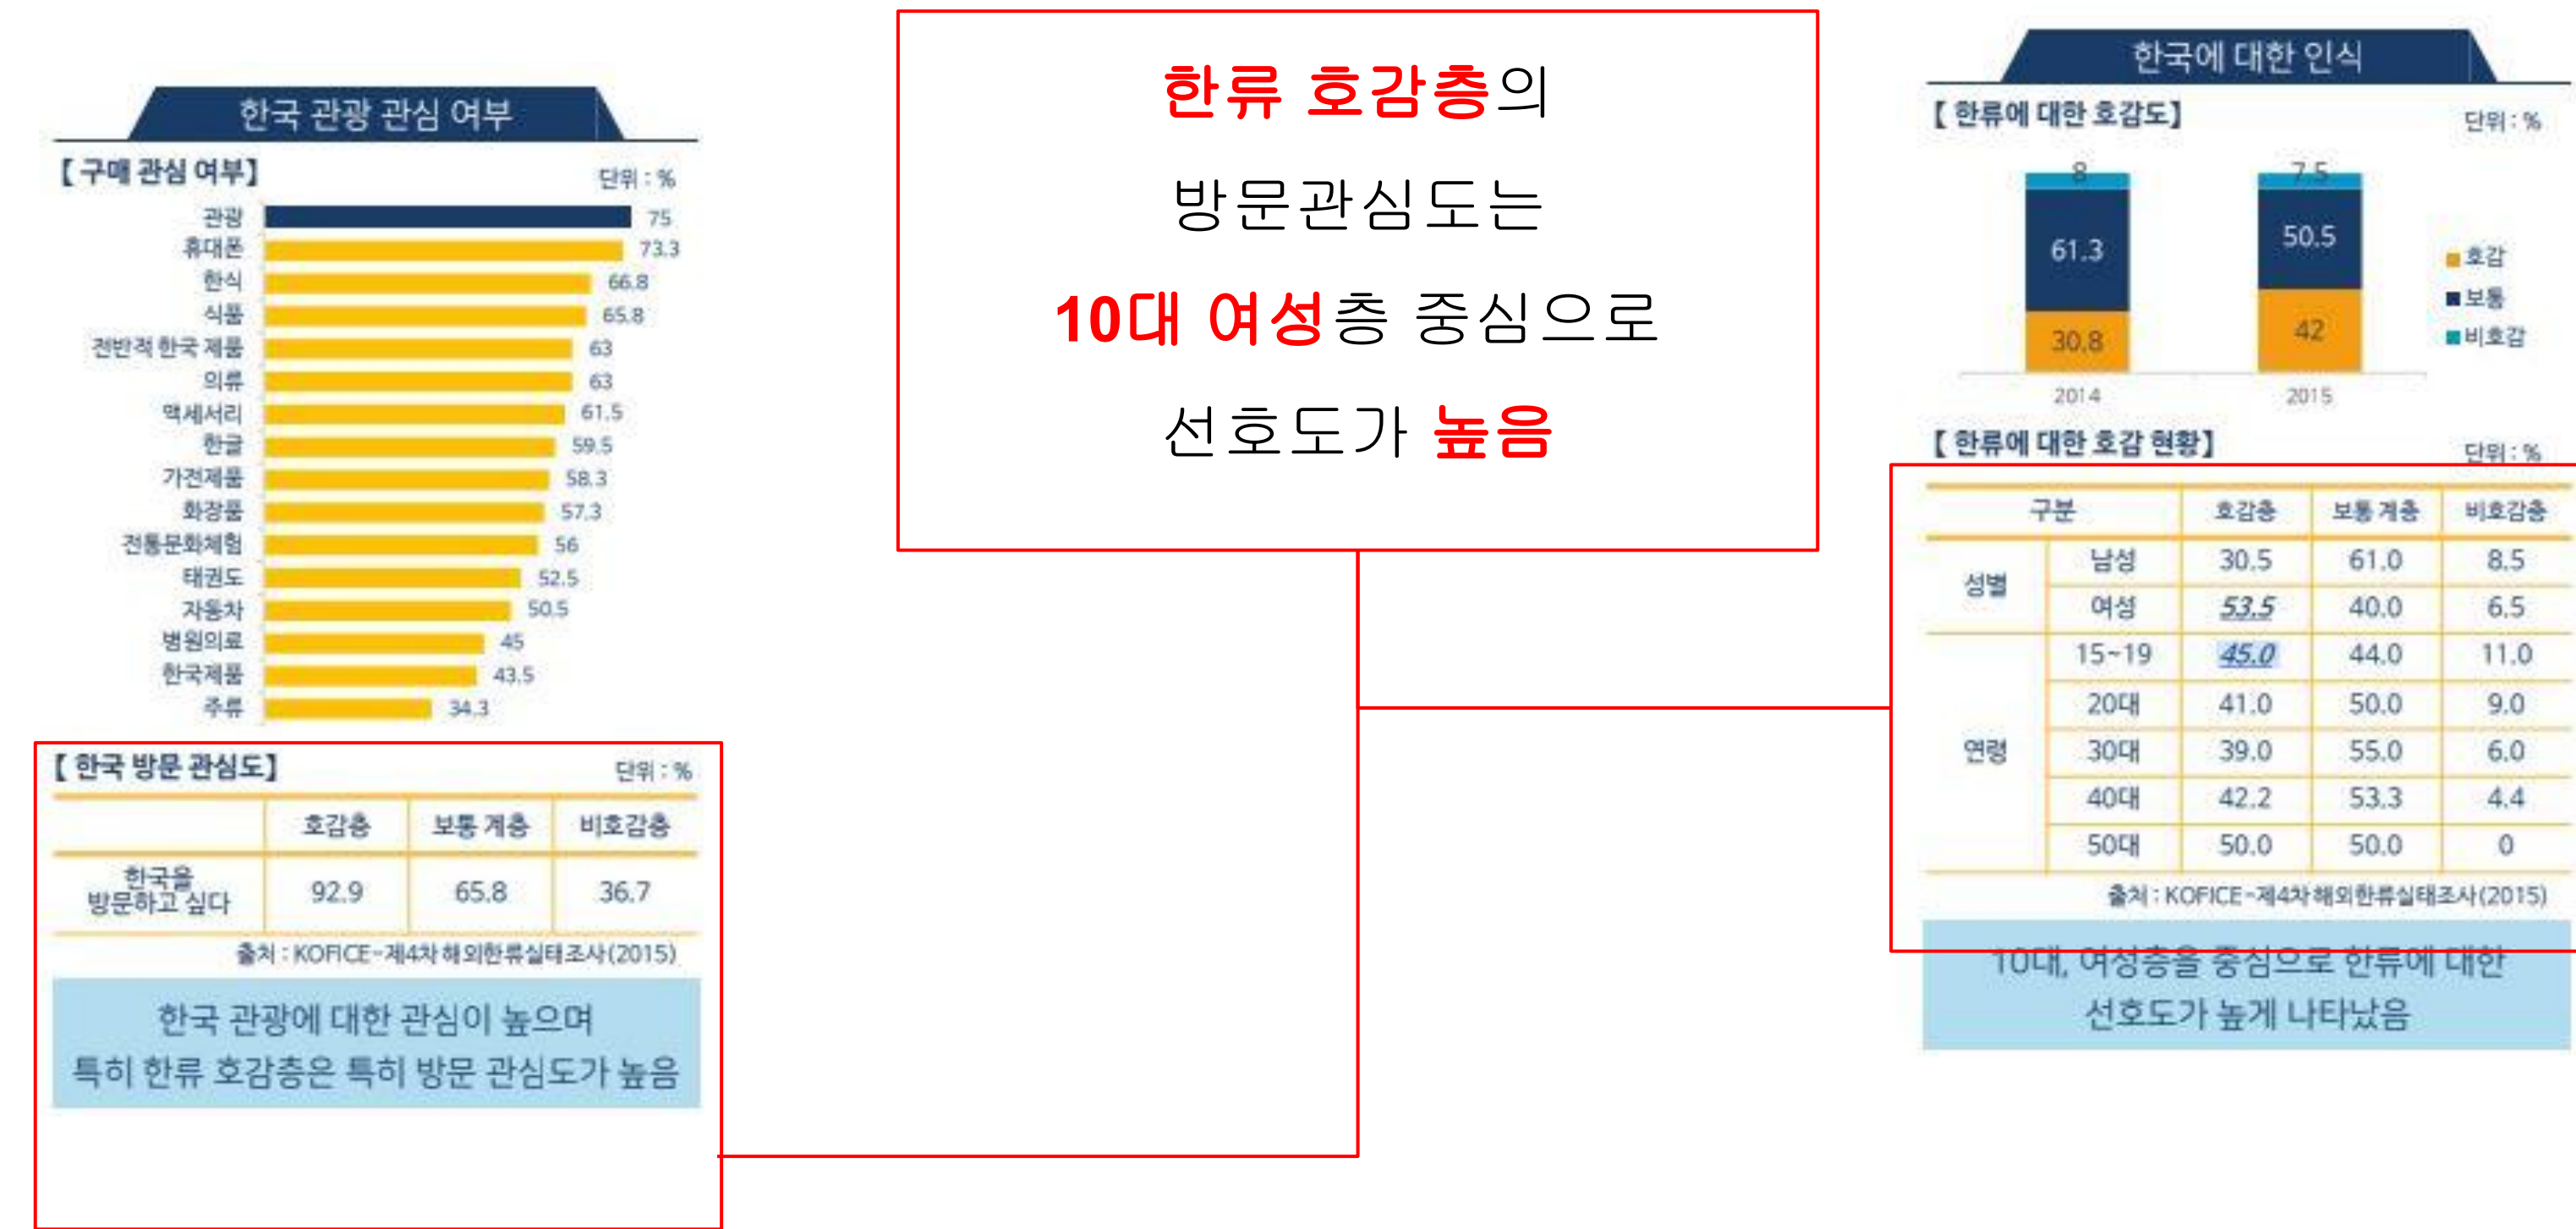 한국 관광 관심 여부
【 구매 관심 여부】
단위 : %
관광 75
휴대폰 73.3
한식 66.8
식품 65.8
전반적 한국 제품 63
의류 63
액세서리 61.5
한글 59.5
가전제품 58.3
화장품 57.3
전통문화체험 56
태권도 52.5
자동차 50.5
병원의료 45
한국제품 43.5
주류 34.3
【 한국 방문 관심도】
단위 : %
호감층 보통 계층 비호감층
한국을
방문하고 싶다 92.9 65.8 36.7
출처 : KOFICE-제4차 해외한류실태조사(2015)
한국 관광에 대한 관심이 높으며
특히 한류 호감층은 특히 방문 관심도가 높음
한류 호감층의
방문관심도는
10대 여성층 중심으로
선호도가 높음
한국에 대한 인식
【 한류에 대한 호감도】
단위 : %
8 7.5
61.3 50.5
30.8 42
2014 2015
호감
보통
비호감
【 한류에 대한 호감 현황】
단위 : %
구분 호감층 보통 계층 비호감층
성별
남성 30.5 61.0 8.5
여성 53.5 40.0 6.5
연령
15~19 45.0 44.0 11.0
20대 41.0 50.0 9.0
30대 39.0 55.0 6.0
40대 42.2 53.3 4.4
50대 50.0 50.0 0
출처 : KOFICE-제4차 해외한류실태조사(2015)
10대, 여성층을 중심으로 한류에 대한
선호도가 높게 나타났음